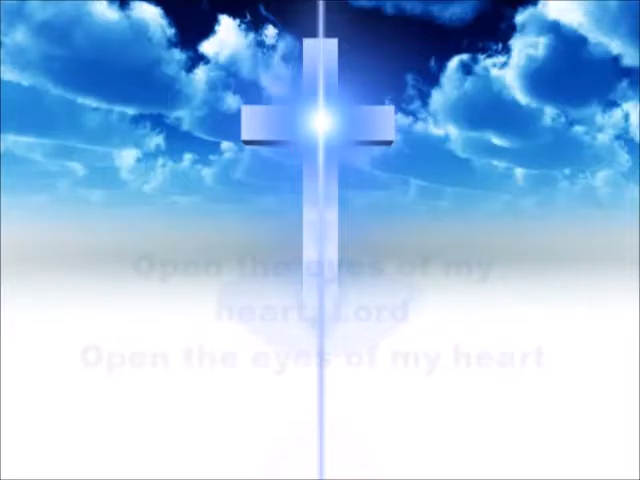 Open the eyes of my
heart, Lord
Open the eyes of my heart